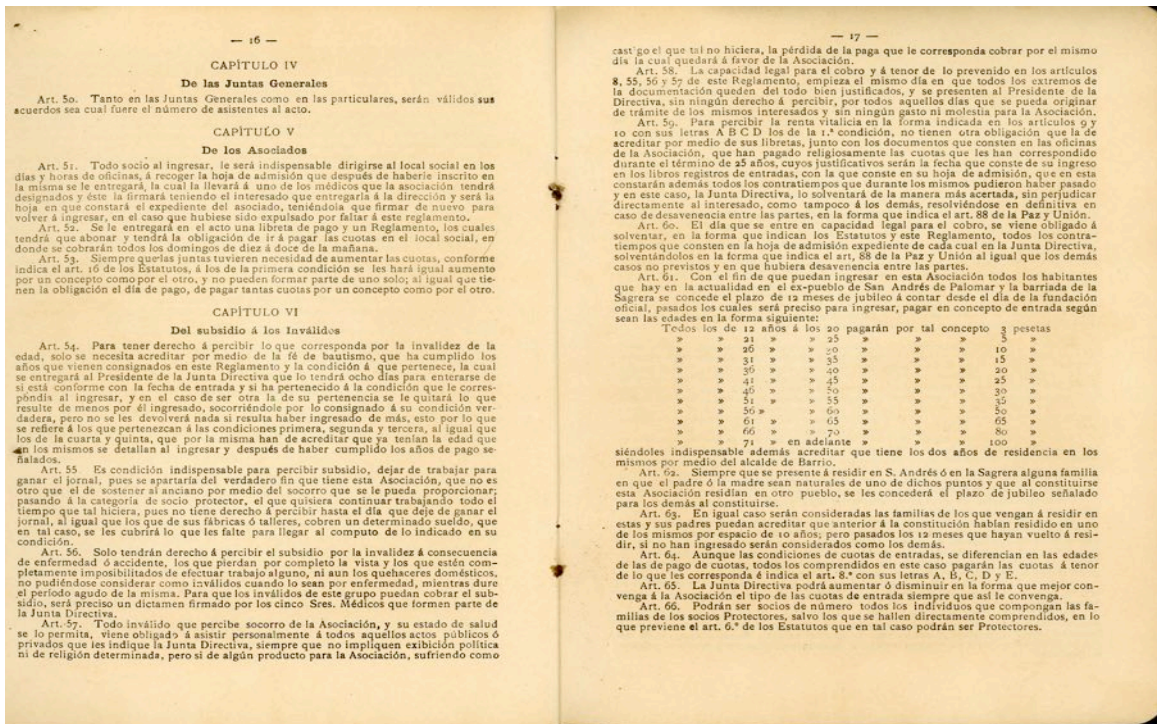 — 16 —
CAPÍTULO IV
De las Juntas Generales
Art. 50. Tanto en las Juntas Generales como en las particulares, serán válidos sus
acuerdos sea cual fuere el número de asistentes al acto.
CAPÍTULO V
De los Asociados
Art. 51. Todo socio al ingresar, le será indispensable dirigirse al local social en los
días y horas de oficinas, á recoger la hoja de admisión que después de haberle inscrito en
la misma se le entregará, la cual la llevará á uno de los médicos que la asociación tendrá
designados y éste la firmará teniendo el interesado que entregarla á la dirección y será la
hoja en que constará el expediente del asociado, teniéndola que firmar de nuevo para
volver á ingresar, en el caso que hubiese sido expulsado por faltar á este reglamento.
Art. 52. Se le entregará en el acto una libreta de pago y un Reglamento, los cuales
tendrá que abonar y tendrá la obligación de ir á pagar las cuotas en el local social, en
donde se cobrarán todos los domingos de diez á doce de la mañana.
Art. 53. Siempre que las juntas tuvieren necesidad de aumentar las cuotas, conforme
indica el art. 16 de los Estatutos, á los de la primera condición se les hará igual aumento
por un concepto como por el otro, y no pueden formar parte de uno solo; al igual que tie-
nen la obligación el día de pago, de pagar tantas cuotas por un concepto como por el otro.
CAPÍTULO VI
Del subsidio á los Inválidos
Art. 54. Para tener derecho á percibir lo que corresponda por la invalidez de la
edad, solo se necesita acreditar por medio de la fé de bautismo, que ha cumplido los
años que vienen consignados en este Reglamento y la condición á que pertenece, la cual
se entregará al Presidente de la Junta Directiva que lo tendrá ocho días para enterarse de
si está conforme con la fecha de entrada y si ha pertenecido á la condición que le corres-
pondia al ingresar, y en el caso de ser otra la de su pertenencia se le quitará lo que
resulte de menos por él ingresado, socorriéndole por lo consignado á su condición ver-
dadera, pero no se les devolverá nada si resulta haber ingresado de más, esto por lo que
se refiere á los que pertenezcan á las condiciones primera, segunda y tercera, al igual que
los de la cuarta y quinta, que por la misma han de acreditar que ya tenían la edad que
en los mismos se detallan al ingresar y después de haber cumplido los años de pago se-
ñalados.
Art. 55 Es condición indispensable para percibir subsidio, dejar de trabajar para
ganar el jornal, pues se apartaría del verdadero fin que tiene esta Asociación, que no es
otro que el de sostener al anciano por medio del socorro que se le pueda proporcionar;
pasando á la categoría de socio protector, el que quisiera continuar trabajando todo el
tiempo que tal hiciera, pues no tiene derecho á percibir hasta el día que deje de ganar el
jornal, al igual que los que de sus fábricas ó talleres, cobren un determinado sueldo, que
en tal caso, se les cubrirá lo que les falte para llegar al computo de lo indicado en su
condición.
Art. 56. Solo tendrán derecho á percibir el subsidio por la invalidez á consecuencia
de enfermedad ó accidente, los que pierdan por completo la vista y los que estén com-
pletamente imposibilitados de efectuar trabajo alguno, ni aun los quehaceres domésticos,
no pudiéndose considerar como inválidos cuando lo sean por enfermedad, mientras dure
el período agudo de la misma. Para que los inválidos de este grupo puedan cobrar el sub-
sidio, será preciso un dictamen firmado por los cinco Sres. Médicos que formen parte de
la Junta Directiva.
Art. 57. Todo inválido que percibe socorro de la Asociación, y su estado de salud
se lo permita, viene obligado á asistir personalmente á todos aquellos actos públicos ó
privados que les indique la Junta Directiva, siempre que no impliquen exibición política
ni de religión determinada, pero si de algún producto para la Asociación, sufriendo como
— 17 —
castigo el que tal no hiciera, la pérdida de la paga que le corresponda cobrar por el mismo
día la cual quedará á favor de la Asociación.
Art. 58. La capacidad legal para el cobro y á tenor de lo prevenido en los artículos
8, 55, 56 y 57 de este Reglamento, empieza el mismo día en que todos los extremos de
la documentación queden del todo bien justificados, y se presenten al Presidente de la
Directiva, sin ningún derecho á percibir, por todos aquellos días que se pueda originar
de trámite de los mismos interesados y sin ningún gasto ni molestia para la Asociación.
Art. 59. Para percibir la renta vitalicia en la forma indicada en los artículos 9 y
10 con sus letras A B C D los de la 1.ª condición, no tienen otra obligación que la de
acreditar por medio de sus libretas, junto con los documentos que consten en las oficinas
de la Asociación, que han pagado religiosamente las cuotas que les han correspondido
durante el término de 25 años, cuyos justificativos serán la fecha que conste de su ingreso
en los libros registros de entradas, con la que conste en su hoja de admisión, que en esta
constarán además todos los contratiempos que durante los mismos pudieron haber pasado
y en este caso, la Junta Directiva, lo solventará de la manera más acertada, sin perjudicar
directamente al interesado, como tampoco á los demás, resolviéndose en definitiva en
caso de desavenencia entre las partes, en la forma que indica el art. 88 de la Paz y Unión.
Art. 60. El día que se entre en capacidad legal para el cobro, se viene obligado á
solventar, en la forma que indican los Estatutos y este Reglamento, todos los contra-
tiempos que consten en la hoja de admisión expediente de cada cual en la Junta Directiva,
solventándolos en la forma que indica el art, 88 de la Paz y Unión al igual que los demás
casos no previstos y en que hubiera desavenencia entre las partes.
Art. 61. Con el fin de que puedan ingresar en esta Asociación todos los habitantes
que hay en la actualidad en el ex-pueblo de San Andrés de Palomar y la barriada de la
Sagrera se concede el plazo de 12 meses de jubileo á contar desde el día de la fundación
oficial, pasados los cuales será preciso para ingresar, pagar en concepto de entrada según
sean las edades en la forma siguiente:
Todos los de 12 años á los 20 pagarán por tal concepto 3 pesetas
» » 21 » » 25 » » » 5 »
» » 26 » » 30 » » » 10 »
» » 31 » » 35 » » » 15 »
» » 36 » » 40 » » » 20 »
» » 41 » » 45 » » » 25 »
» » 46 » » 50 » » » 30 »
» » 51 » » 55 » » » 35 »
» » 56 » » 60 » » » 50 »
» » 61 » » 65 » » » 65 »
» » 66 » » 70 » » » 80 »
» » 71 » en adelante » » » 100 »
siéndoles indispensable además acreditar que tiene los dos años de residencia en los
mismos por medio del alcalde de Barrio.
Art. 62. Siempre que se presente á residir en S. Andrés ó en la Sagrera alguna familia
en que el padre ó la madre sean naturales de uno de dichos puntos y que al constituirse
esta Asociación residían en otro pueblo, se les concederá el plazo de jubileo señalado
para los demás al constituirse.
Art. 63. En igual caso serán consideradas las familias de los que vengan á residir en
estas y sus padres puedan acreditar que anterior á la constitución habían residido en uno
de los mismos por espacio de 10 años; pero pasados los 12 meses que hayan vuelto á resi-
dir, si no han ingresado serán considerados como los demás.
Art. 64. Aunque las condiciones de cuotas de entradas, se diferencian en las edades
de las de pago de cuotas, todos los comprendidos en este caso pagarán las cuotas á tenor
de lo que les corresponda é indica el art. 8.º con sus letras A, B, C, D y E.
Art. 65. La Junta Directiva podrá aumentar ó disminuir en la forma que mejor con-
venga á la Asociación el tipo de las cuotas de entrada siempre que así le convenga.
Art. 66. Podrán ser socios de número todos los individuos que compongan las fa-
milias de los socios Protectores, salvo los que se hallen directamente comprendidos, en lo
que previene el art. 6.º de los Estatutos que en tal caso podrán ser Protectores.